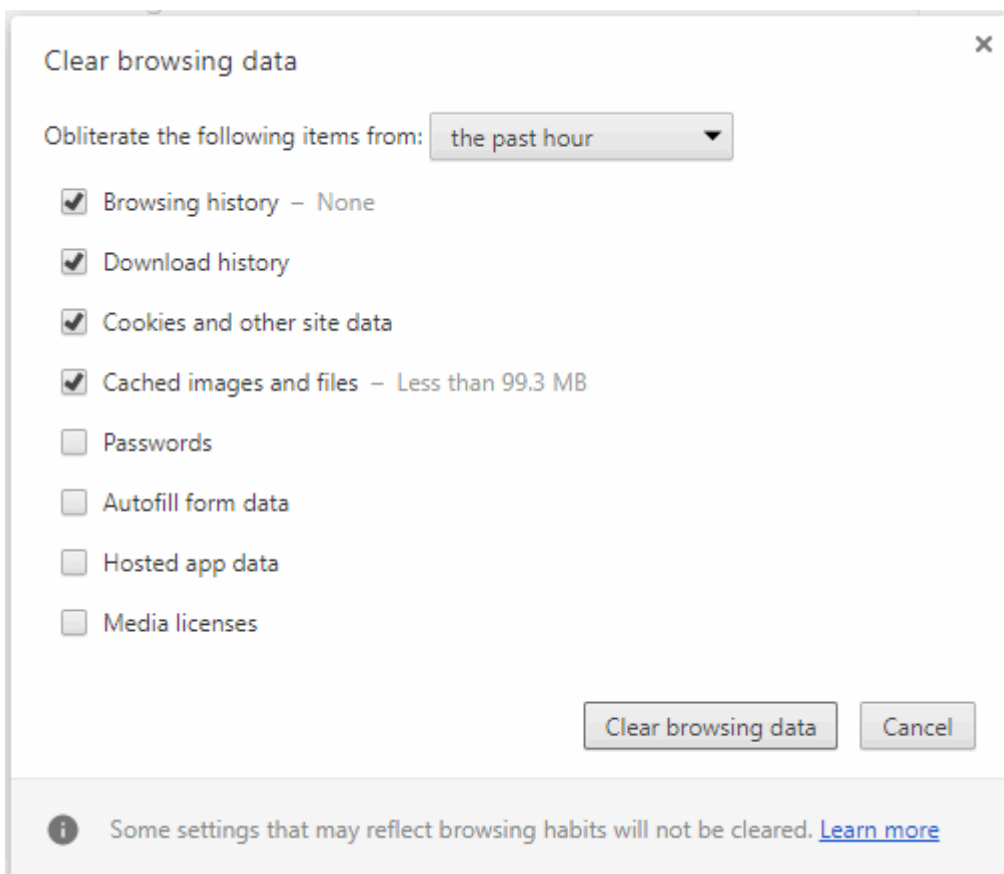 Clear browsing data
Obliterate the following items from: the past hour
Browsing history – None
Download history
Cookies and other site data
Cached images and files – Less than 99.3 MB
Passwords
Autofill form data
Hosted app data
Media licenses
Clear browsing data Cancel
Some settings that may reflect browsing habits will not be cleared. Learn more